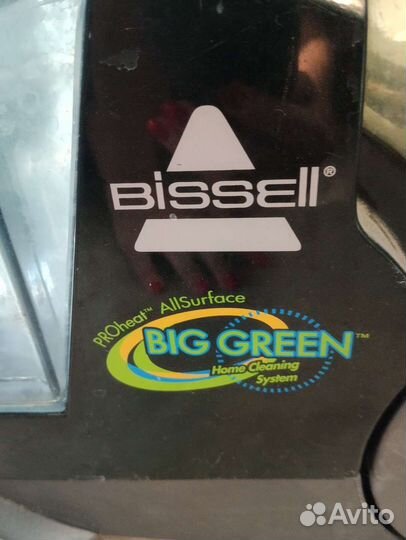 BISSELL®
PROheat™ AllSurface
BIG GREEN™
Home Cleaning
System
Avito